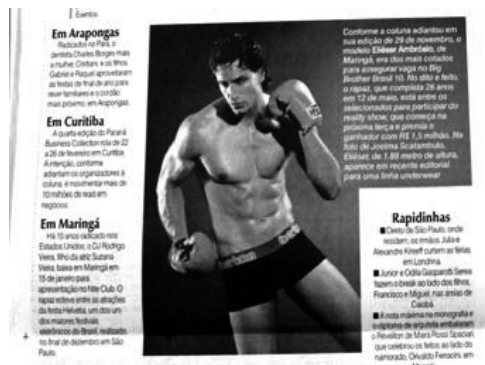 Eventos
Em Arapongas
Radicados no Pará, o
dentista Charles Borges mais
a mulher, Cristiani, e os filhos
Gabriel e Raquel aproveitaram
as festas de final de ano para
rever familiares e o cordão
mais próximo, em Arapongas.
Em Curitiba
A quarta edição do Paraná
Business Collection rola de 22
a 26 de fevereiro em Curitiba.
A intenção, conforme
adiantam os organizadores à
coluna, é movimentar mais de
10 milhões de reais em
negócios.
Em Maringá
Há 15 anos radicado nos
Estados Unidos, o DJ Rodrigo
Vieira, filho da atriz Suzana
Vieira, baixa em Maringá em
15 de janeiro para
apresentação no Nite Club. O
rapaz esteve entre as atrações
da festa Helvetia, um dos
maiores festivais
eletrônicos do Brasil, realizado
no final de dezembro em São
Paulo.
Conforme a coluna adiantou em
sua edição de 29 de novembro, o
modelo Eliéser Ambrósio, de
Maringá, era dos mais cotados
para assegurar vaga no Big
Brother Brasil 10. No dito e feito,
o rapaz, que completa 26 anos
em 12 de maio, está entre os
selecionados para participar do
reality show, que começa na
próxima terça e premia o
ganhador com R$ 1,5 milhão. Na
foto de Joelma Scatambulo,
Eliéser, de 1,88 metro de altura,
aparece em recente editorial
para uma linha underwear
Rapidinhas
■ Direto de São Paulo, onde
residem, os irmãos Julia e
Alexandre Kireeff curtem as férias
em Londrina.
■ Junior e Odila Gasparotti Serea
fazem o break ao lado dos filhos,
Francisco e Miguel, nas areias de
Caiobá.
■ A nota máxima na monografia e
o diploma de arquiteta embalaram
o Réveillon de Mara Rossi Spaciari,
que celebrou os feitos ao lado do
namorado, Orivaldo Ferracini, em